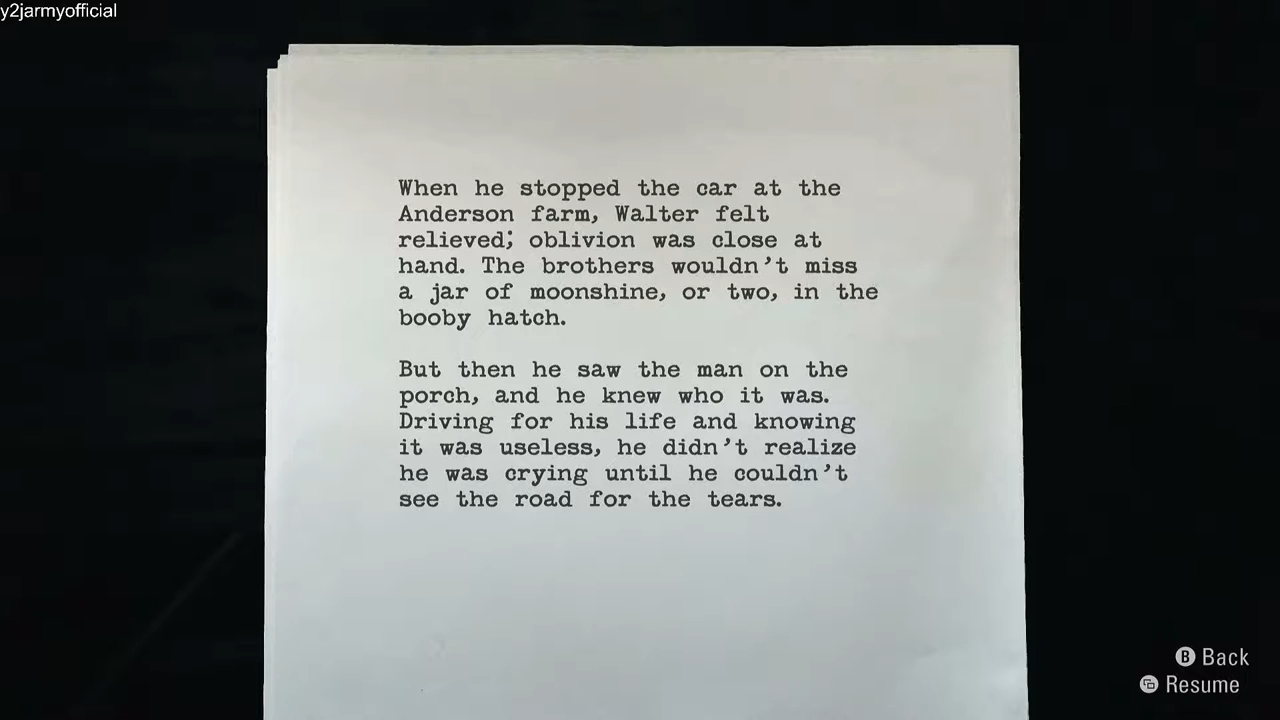 y2jarmyofficial
When he stopped the car at the
Anderson farm, Walter felt
relieved; oblivion was close at
hand. The brothers wouldn't miss
a jar of moonshine, or two, in the
booby hatch.
But then he saw the man on the
porch, and he knew who it was.
Driving for his life and knowing
it was useless, he didn't realize
he was crying until he couldn't
see the road for the tears.
B Back
Resume